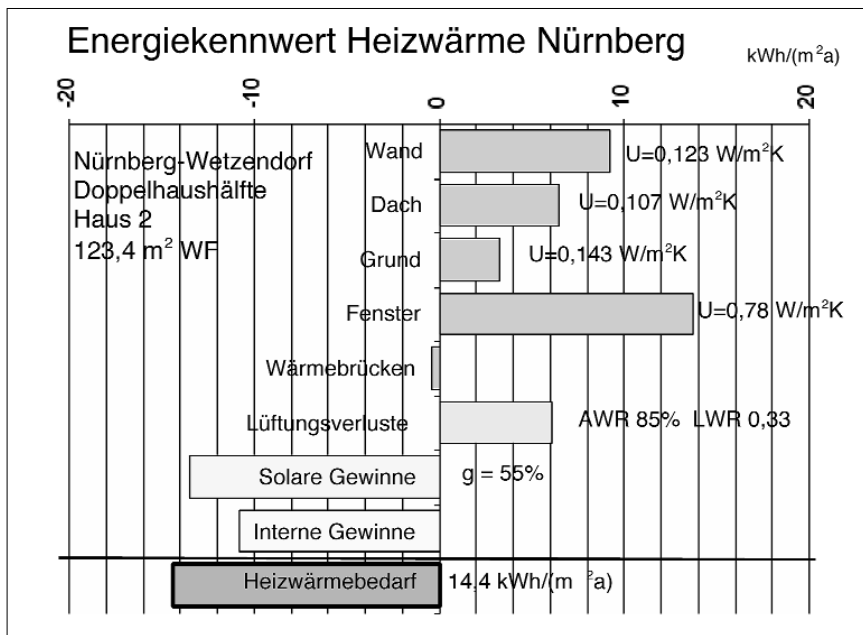 Energiekennwert Heizwärme Nürnberg
kWh/(m²a)
-20 -10 0 10 20
Nürnberg-Wetzendorf
Doppelhaushälfte
Haus 2
123,4 m² WF
Wand U=0,123 W/m²K
Dach U=0,107 W/m²K
Grund U=0,143 W/m²K
Fenster U=0,78 W/m²K
Wärmebrücken
Lüftungsverluste AWR 85% LWR 0,33
Solare Gewinne g = 55%
Interne Gewinne
Heizwärmebedarf 14,4 kWh/(m ²a)